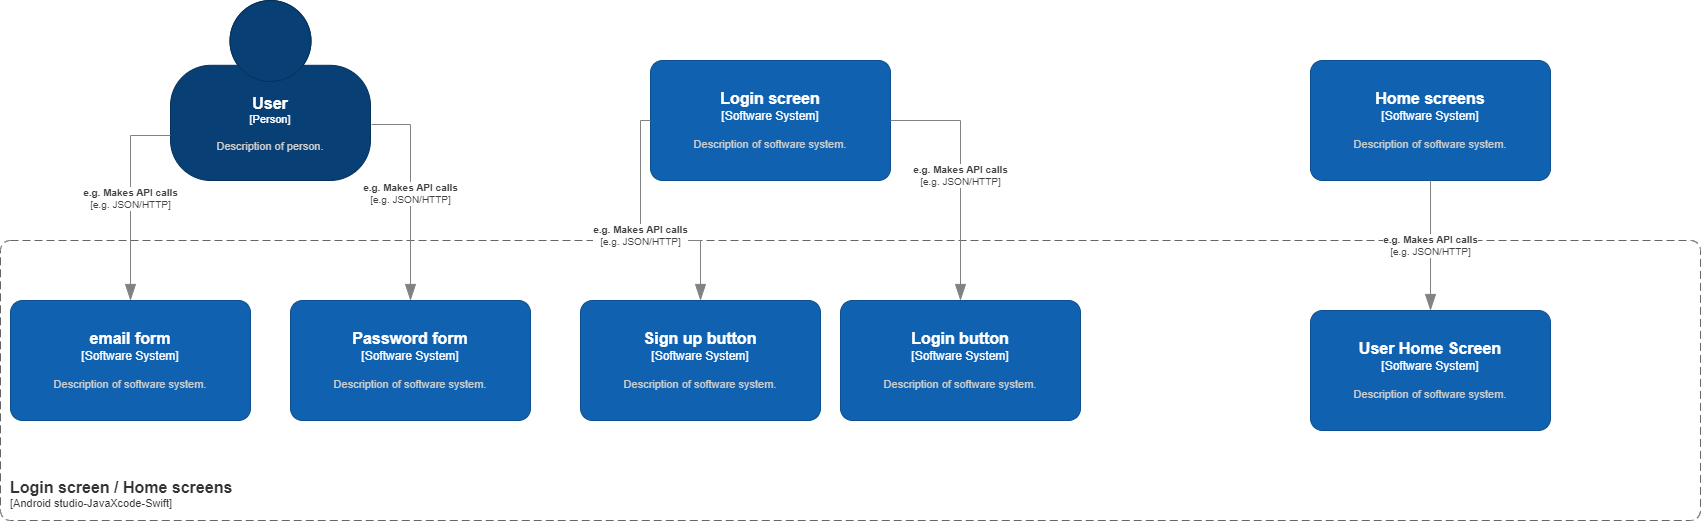 User
[Person]
Description of person.
Login screen
[Software System]
Description of software system.
Home screens
[Software System]
Description of software system.
e.g. Makes API calls
[e.g. JSON/HTTP]
e.g. Makes API calls
[e.g. JSON/HTTP]
e.g. Makes API calls
[e.g. JSON/HTTP]
e.g. Makes API calls
[e.g. JSON/HTTP]
e.g. Makes API calls
[e.g. JSON/HTTP]
email form
[Software System]
Description of software system.
Password form
[Software System]
Description of software system.
Sign up button
[Software System]
Description of software system.
Login button
[Software System]
Description of software system.
User Home Screen
[Software System]
Description of software system.
Login screen / Home screens
[Android studio-JavaXcode-Swift]